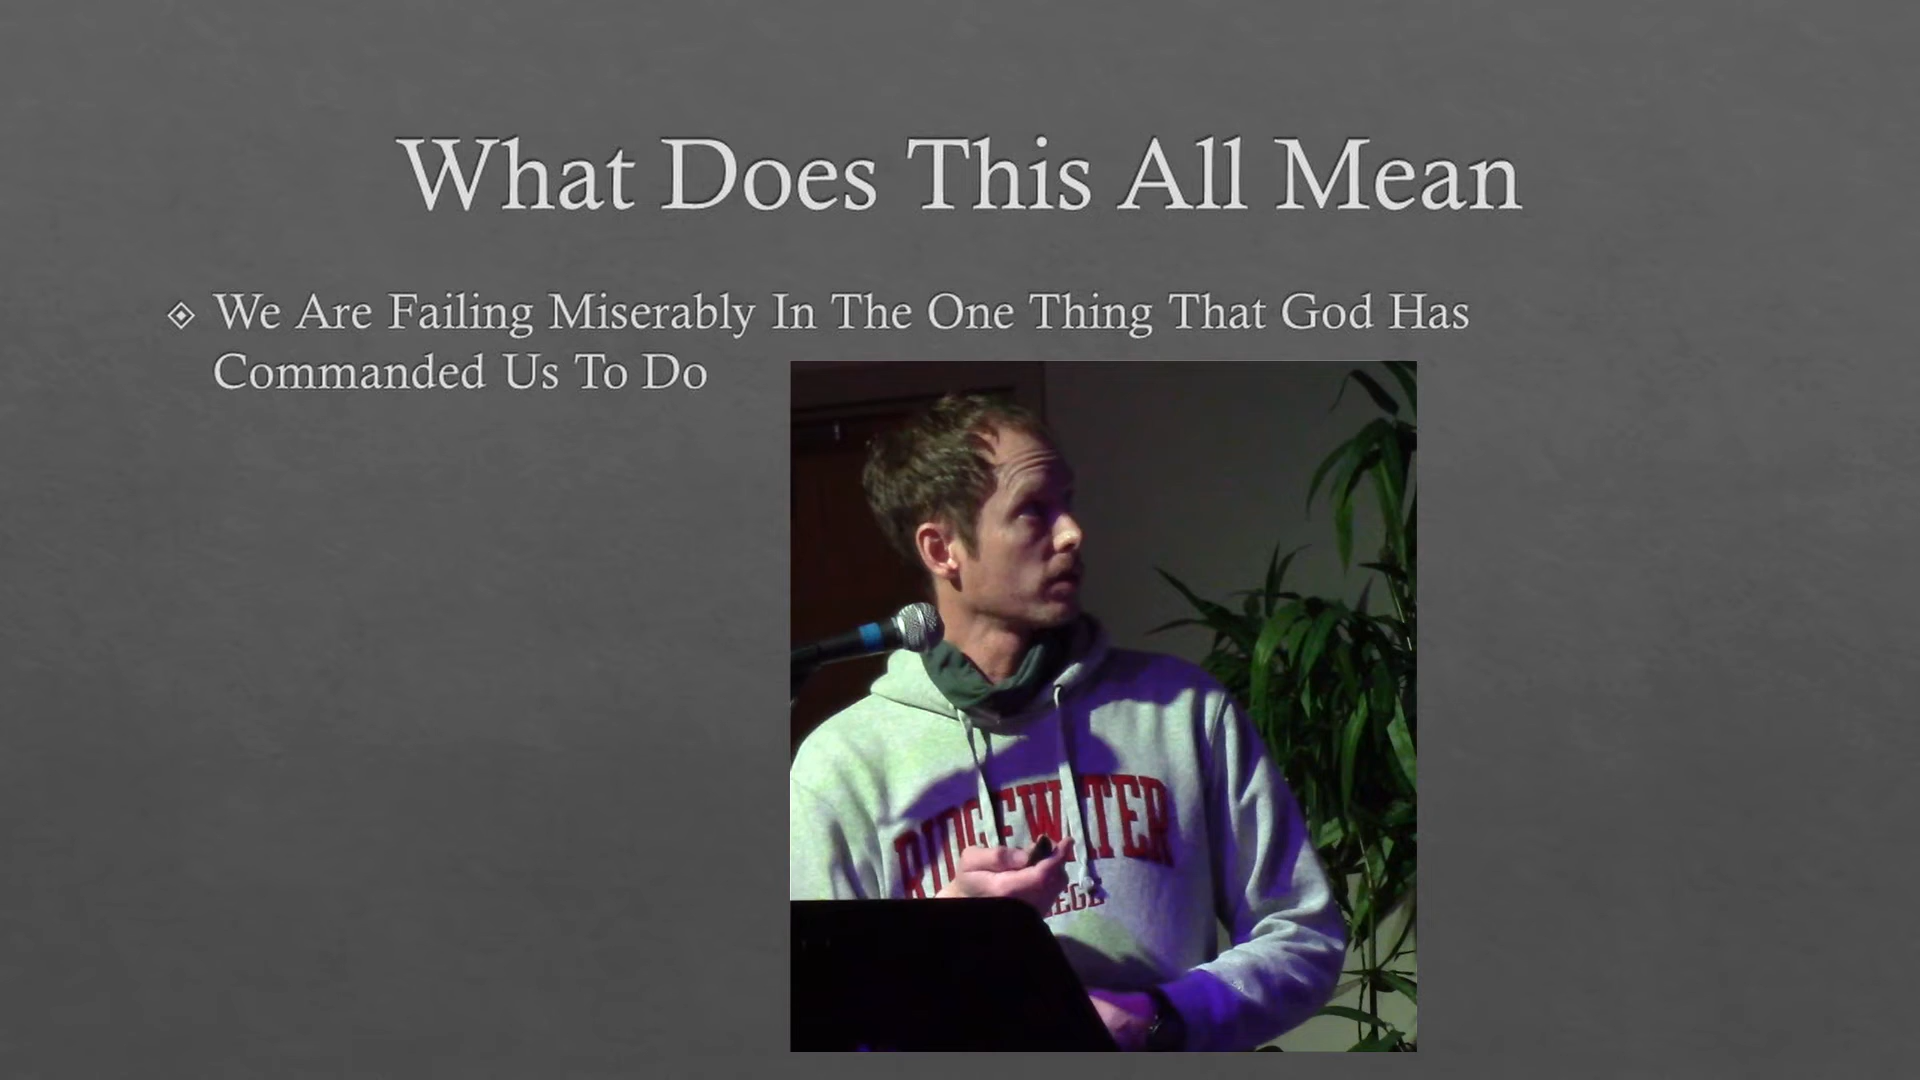 What Does This All Mean
We Are Failing Miserably In The One Thing That God Has
Commanded Us To Do
RIDGEWATER